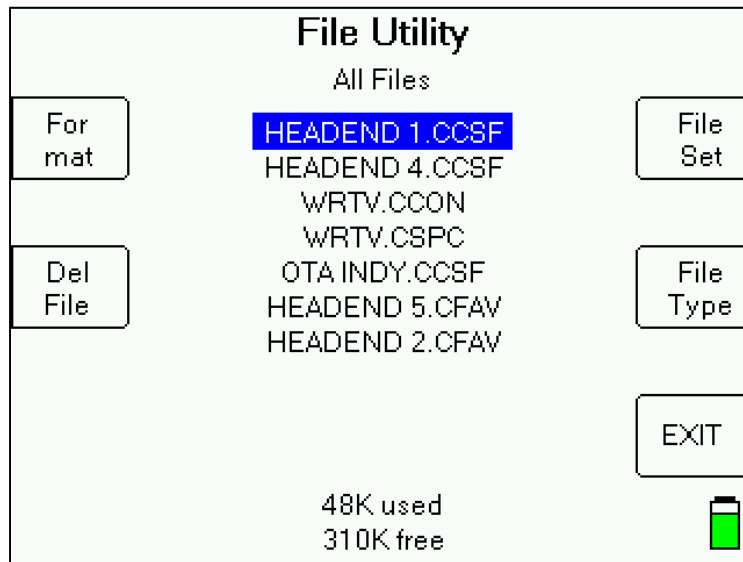 File Utility
All Files
For
mat
Del
File
HEADEND 1.CCSF
HEADEND 4.CCSF
WRTV.CCON
WRTV.CSPC
OTA INDY.CCSF
HEADEND 5.CFAV
HEADEND 2.CFAV
File
Set
File
Type
EXIT
48K used
310K free